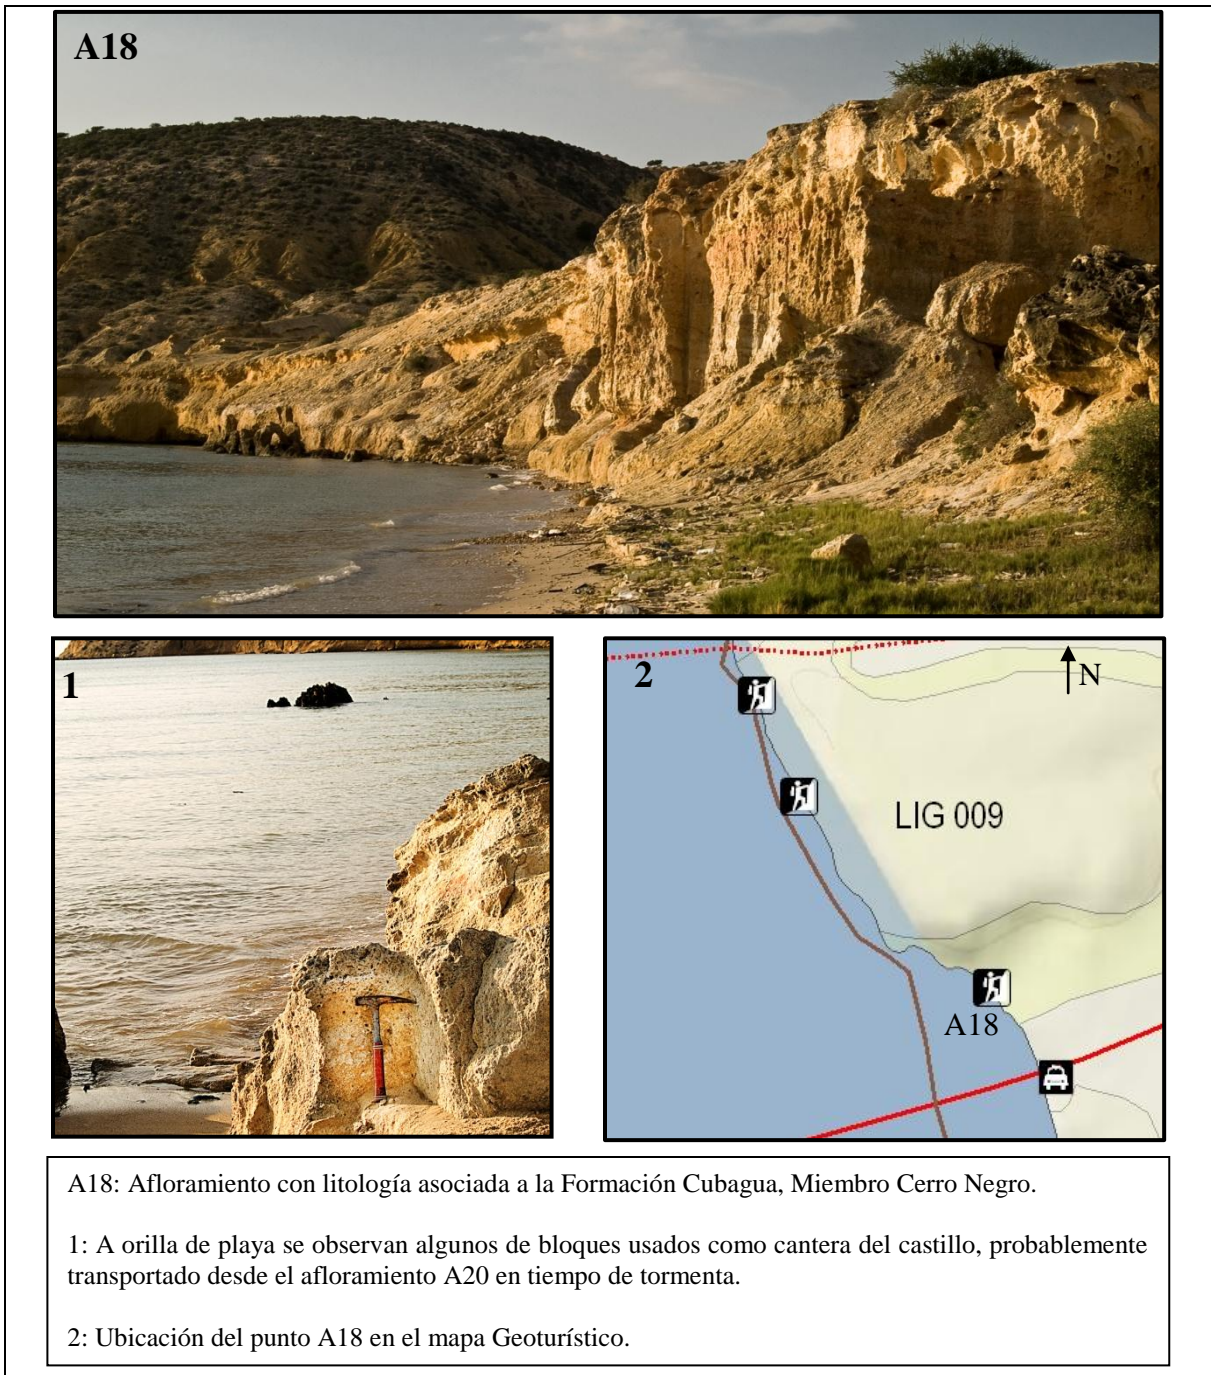 A18
1
2
N
LIG 009
A18
A18: Afloramiento con litología asociada a la Formación Cubagua, Miembro Cerro Negro.
1: A orilla de playa se observan algunos de bloques usados como cantera del castillo, probablemente
transportado desde el afloramiento A20 en tiempo de tormenta.
2: Ubicación del punto A18 en el mapa Geoturístico.